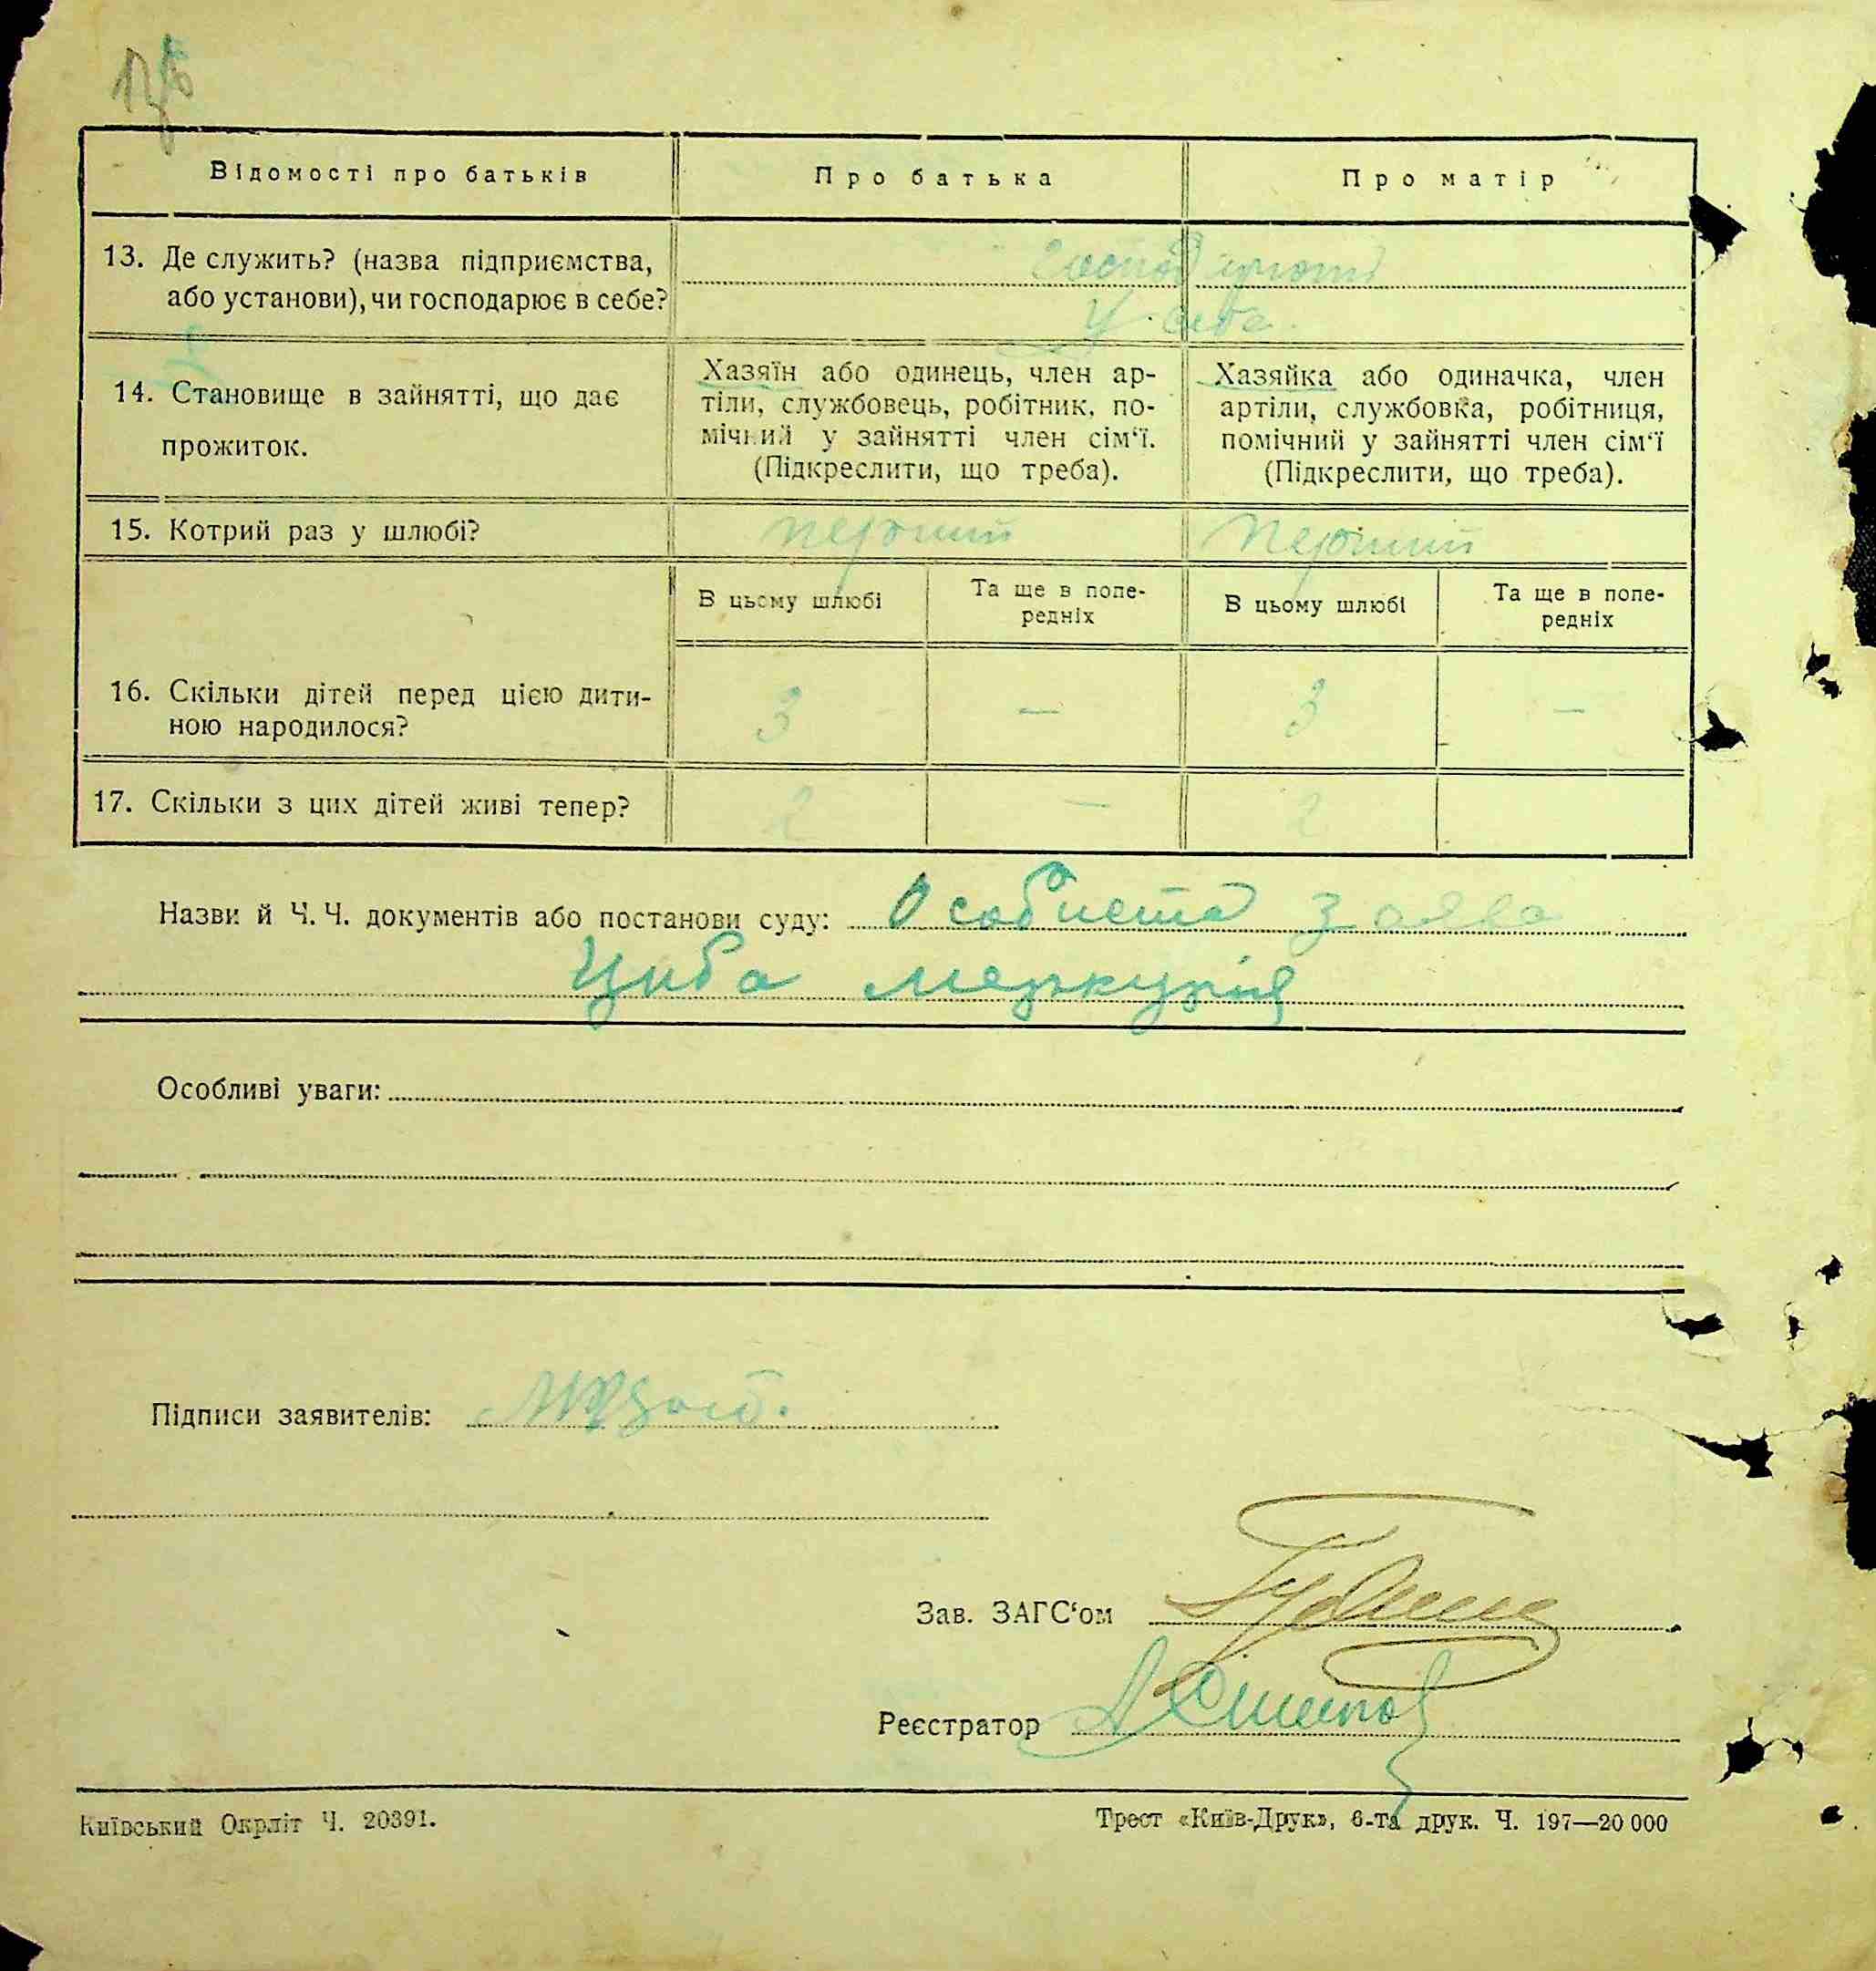 Відомості про батьків
Про батька
Про матір
13. Де служить? (назва підприємства,
або установи), чи господарює в себе?
господ
у себе.
14. Становище в зайнятті, що дає
прожиток.
Хазяїн або одинець, член ар-
тіли, службовець, робітник, по-
мічний у зайнятті член сім‘ї.
(Підкреслити, що треба).
Хазяйка або одиначка, член
артіли, службовка, робітниця,
помічний у зайнятті член сім‘ї
(Підкреслити, що треба).
15. Котрий раз у шлюбі?
перший
перший
В цьому шлюбі
Та ще в попе-
редніх
В цьому шлюбі
Та ще в попе-
редніх
16. Скільки дітей перед цією дити-
ною народилося?
3 — 3 —
17. Скільки з цих дітей живі тепер?
2 — 2
Назви й Ч. Ч. документів або постанови суду: Особиста заява
Циба Меркурія
Особливі уваги:
Підписи заявителів:
Зав. ЗАГС‘ом
Реєстратор
Київський Окрліт Ч. 20391.
Трест «Київ-Друк», 6-та друк. Ч. 197—20 000